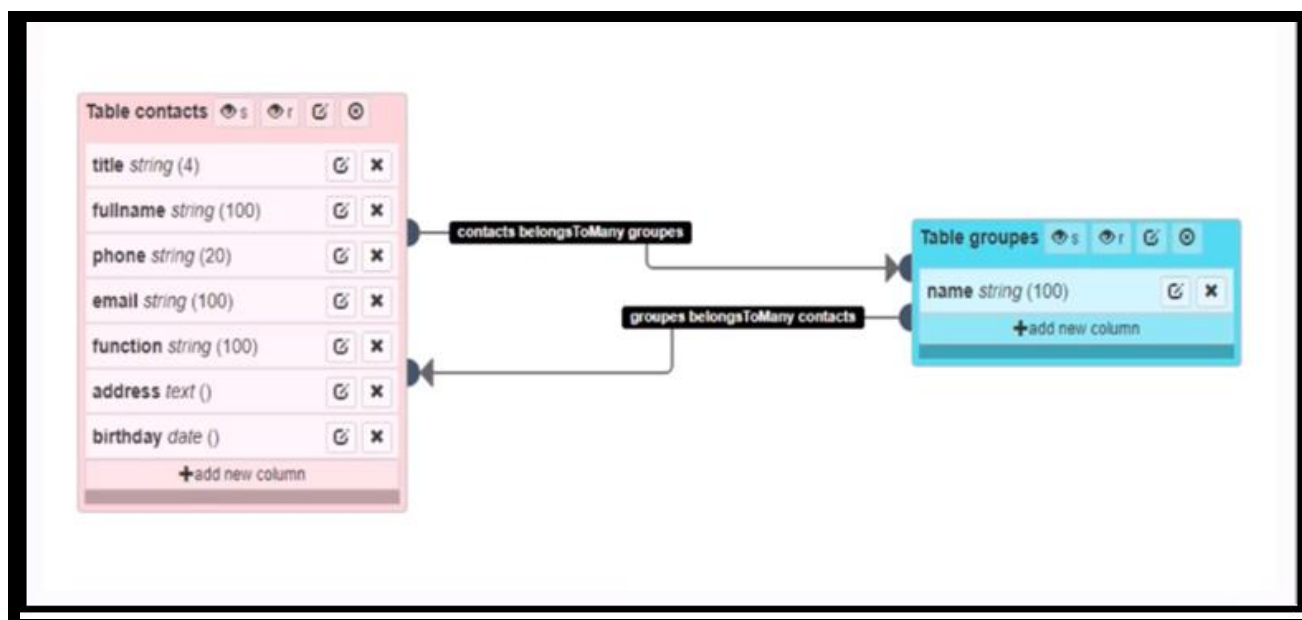 Table contacts s r
title string (4)
fullname string (100)
phone string (20)
email string (100)
function string (100)
address text ()
birthday date ()
+add new column
contacts belongsToMany groupes
groupes belongsToMany contacts
Table groupes s r
name string (100)
+add new column